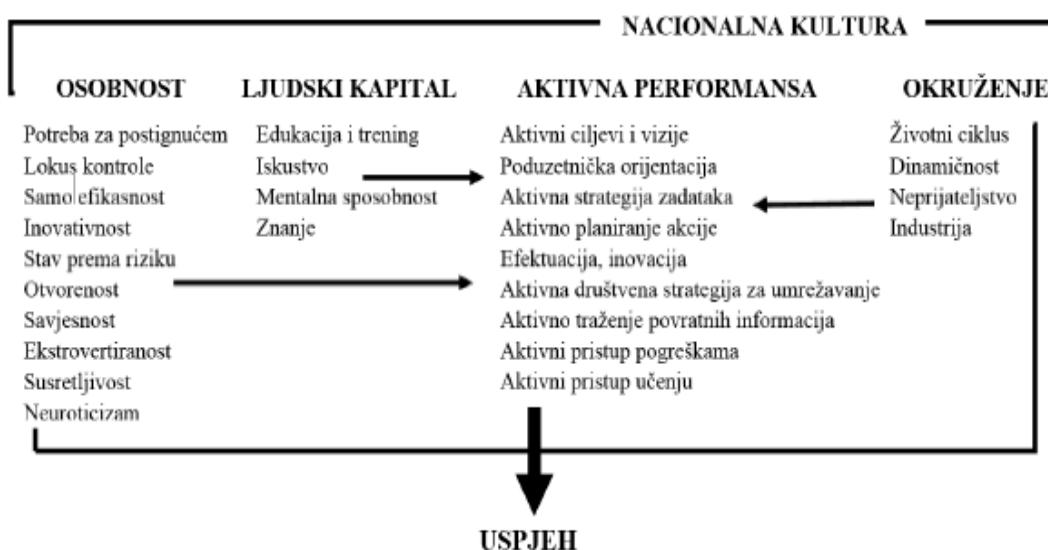 NACIONALNA KULTURA
OSOBNOST
Potreba za postignućem
Lokus kontrole
Samo efikasnost
Inovativnost
Stav prema riziku
Otvorenost
Savjesnost
Ekstrovertiranost
Susretljivost
Neuroticizam
LJUDSKI KAPITAL
Edukacija i trening
Iskustvo
Mentalna sposobnost
Znanje
AKTIVNA PERFORMANSA
Aktivni ciljevi i vizije
Poduzetnička orijentacija
Aktivna strategija zadataka
Aktivno planiranje akcije
Efektuacija, inovacija
Aktivna društvena strategija za umrežavanje
Aktivno traženje povratnih informacija
Aktivni pristup pogreškama
Aktivni pristup učenju
OKRUŽENJE
Životni ciklus
Dinamičnost
Neprijateljstvo
Industrija
USPJEH